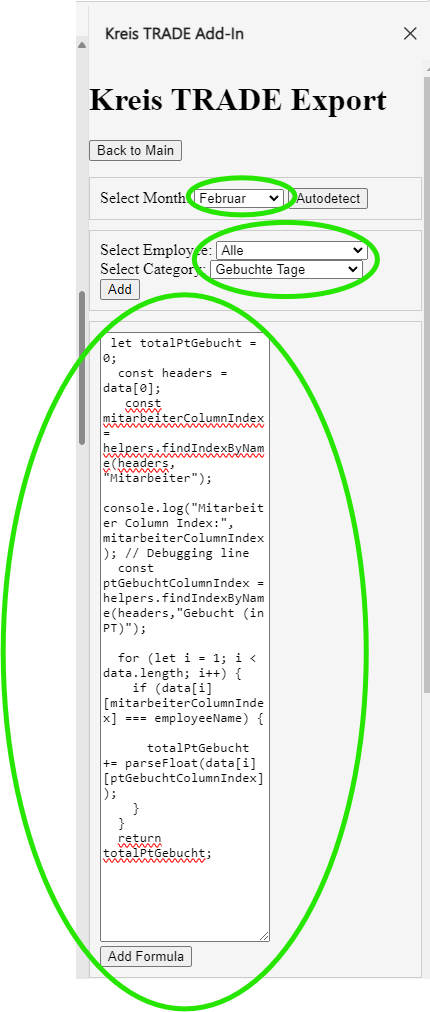 Kreis TRADE Add-In
Kreis TRADE Export
Back to Main
Select Month: Februar Autodetect
Select Employee: Alle
Select Category: Gebuchte Tage
Add
let totalPtGebucht =
0;
const headers =
data[0];
const
mitarbeiterColumnIndex
=
helpers.findIndexByNam
e(headers,
"Mitarbeiter");
console.log("Mitarbeit
er Column Index:",
mitarbeiterColumnIndex
); // Debugging line
const
ptGebuchtColumnIndex =
helpers.findIndexByNam
e(headers,"Gebucht (in
PT)");
for (let i = 1; i <
data.length; i++) {
if (data[i]
[mitarbeiterColumnInde
x] === employeeName) {
totalPtGebucht
+= parseFloat(data[i]
[ptGebuchtColumnIndex]
);
}
}
return
totalPtGebucht;
Add Formula